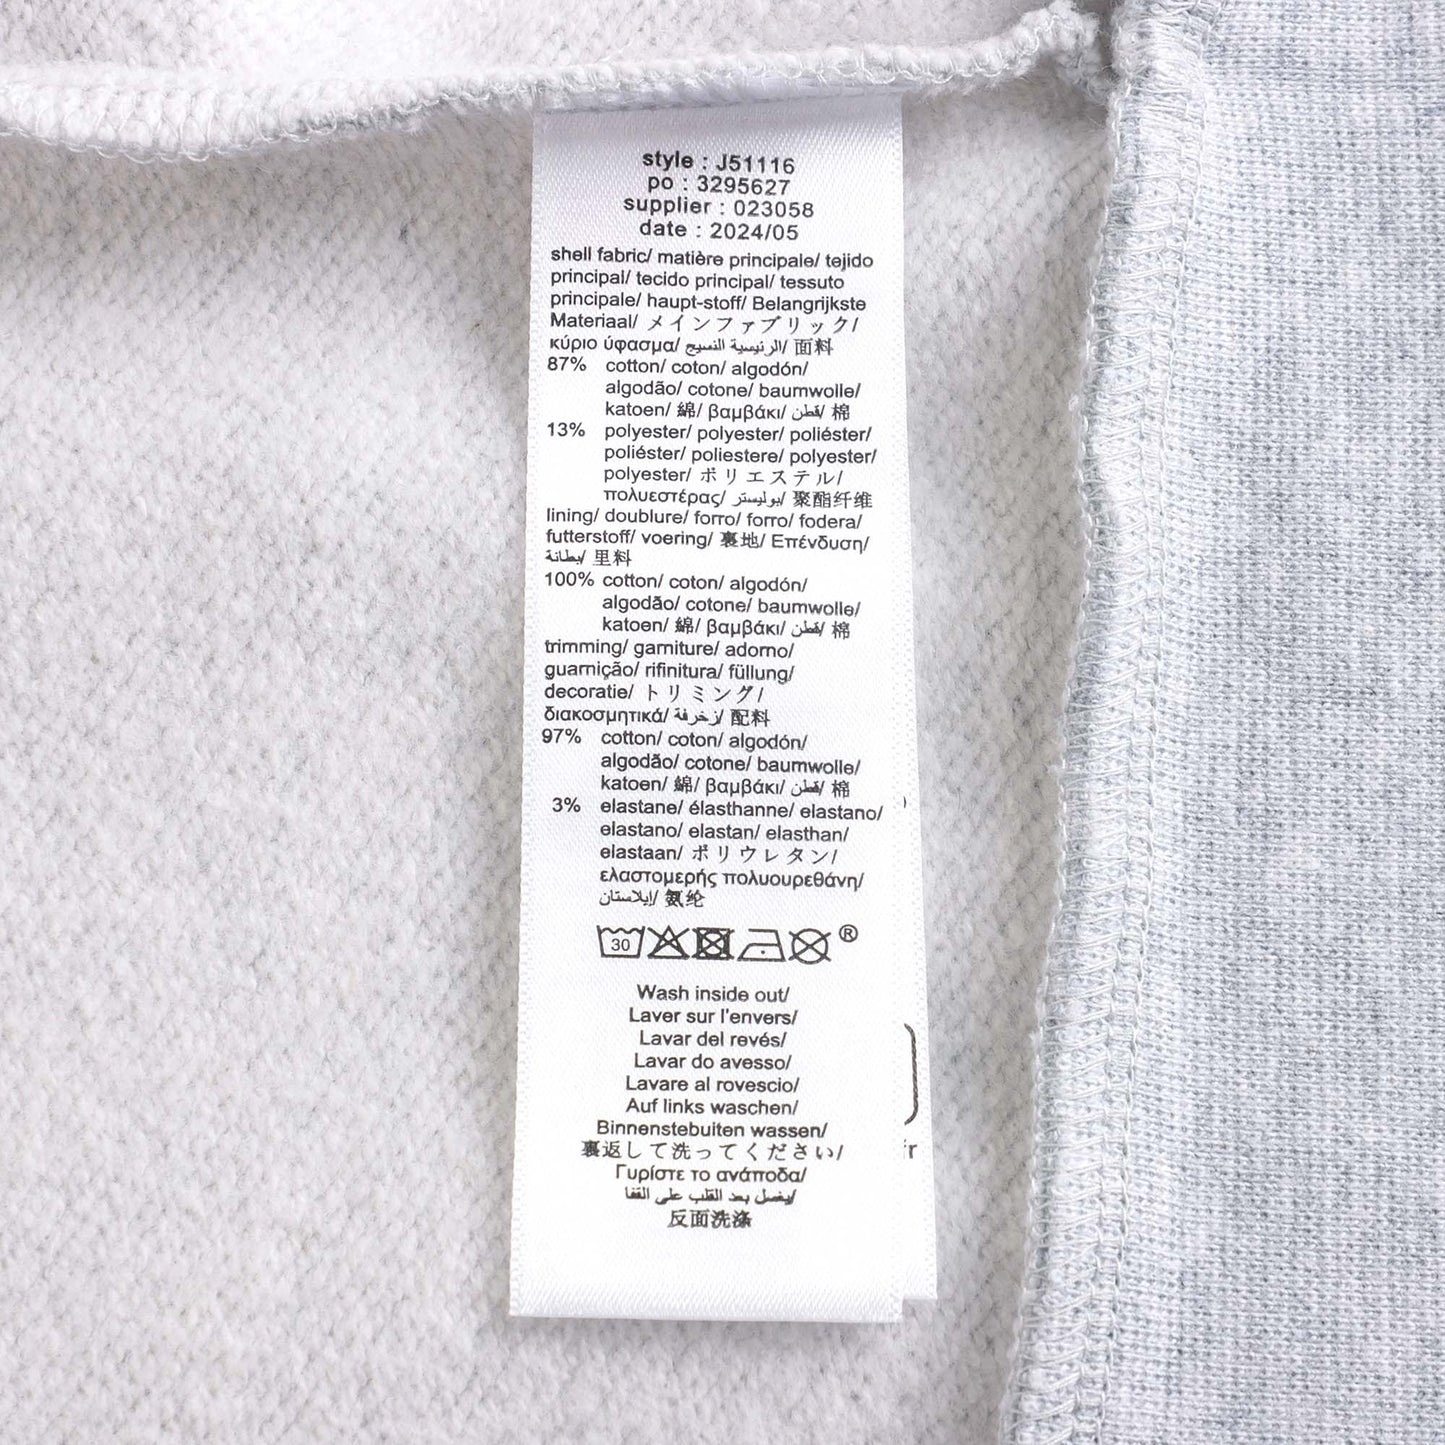 style : J51116
po : 3295627
supplier : 023058
date : 2024/05
shell fabric/ matière principale/ tejido
principal/ tecido principal/ tessuto
principale/ haupt-stoff/ Belangrijkste
Materiaal/ メインファブリック/
κύριο ύφασμα/ الرئيسية النسيج/ 面料
87% cotton/ coton/ algodón/
algodão/ cotone/ baumwolle/
katoen/ 綿/ βαμβάκι/ قطن/ 棉
13% polyester/ polyester/ poliéster/
poliéster/ poliestere/ polyester/
polyester/ ポリエステル/
πολυεστέρας/ بوليستر/ 聚酯纤维
lining/ doublure/ forro/ forro/ fodera/
futterstoff/ voering/ 裏地/ Επένδυση/
بطانة/ 里料
100% cotton/ coton/ algodón/
algodão/ cotone/ baumwolle/
katoen/ 綿/ βαμβάκι/ قطن/ 棉
trimming/ garniture/ adorno/
guarnição/ rifinitura/ füllung/
decoratie/ トリミング/
διακοσμητικά/ زخرفة/ 配料
97% cotton/ coton/ algodón/
algodão/ cotone/ baumwolle/
katoen/ 綿/ βαμβάκι/ قطن/ 棉
3% elastane/ élasthanne/ elastano/
elastano/ elastan/ elasthan/
elastaan/ ポリウレタン/
ελαστομερής πολυουρεθάνη/
إيلاستان/ 氨纶
30 ®
Wash inside out/
Laver sur l'envers/
Lavar del revés/
Lavar do avesso/
Lavare al rovescio/
Auf links waschen/
Binnenstebuiten wassen/
裏返して洗ってください/
Γυρίστε το ανάποδα/
يغسل بعد القلب على القفا/
反面洗涤